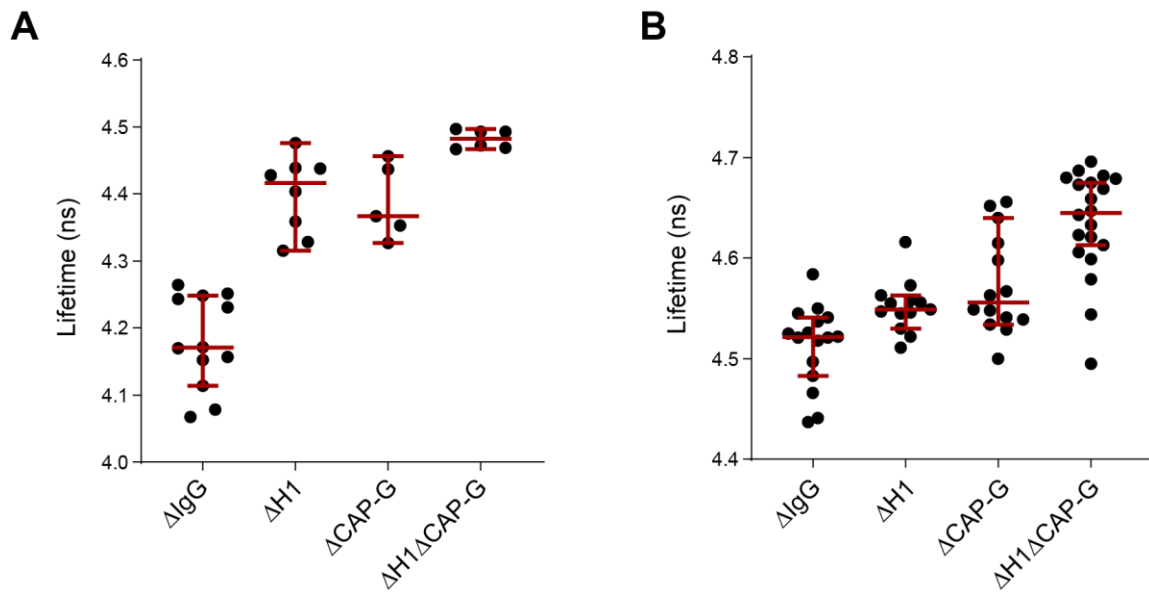 A
Lifetime (ns)
4.6
4.5
4.4
4.3
4.2
4.1
4.0
ΔIgG
ΔH1
ΔCAP-G
ΔH1ΔCAP-G
B
Lifetime (ns)
4.8
4.7
4.6
4.5
4.4
ΔIgG
ΔH1
ΔCAP-G
ΔH1ΔCAP-G